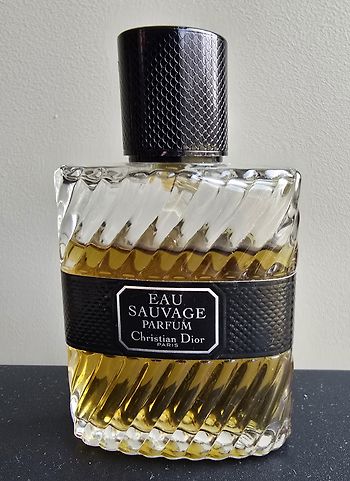 EAU
SAUVAGE
PARFUM
Christian Dior
PARIS